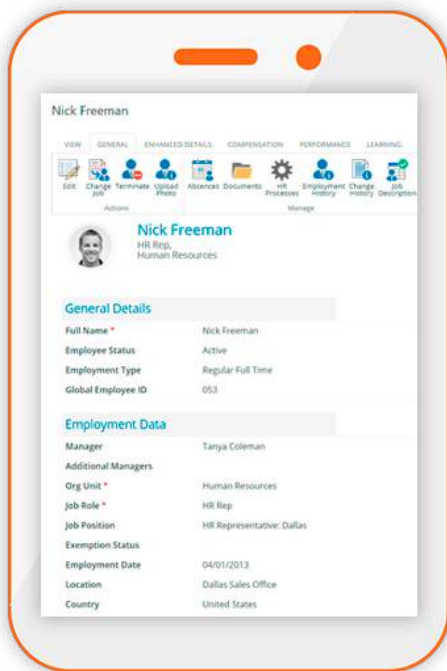 Nick Freeman
VIEW GENERAL ENHANCED DETAILS COMPENSATION PERFORMANCE LEARNING
Edit Change Job Terminate Upload Photo Absences Documents HR Processes Employment History Change History Job Description
Actions Manage
Nick Freeman
HR Rep,
Human Resources
General Details
Full Name * Nick Freeman
Employee Status Active
Employment Type Regular Full Time
Global Employee ID 053
Employment Data
Manager Tanya Coleman
Additional Managers
Org Unit * Human Resources
Job Role * HR Rep
Job Position HR Representative: Dallas
Exemption Status
Employment Date 04/01/2013
Location Dallas Sales Office
Country United States